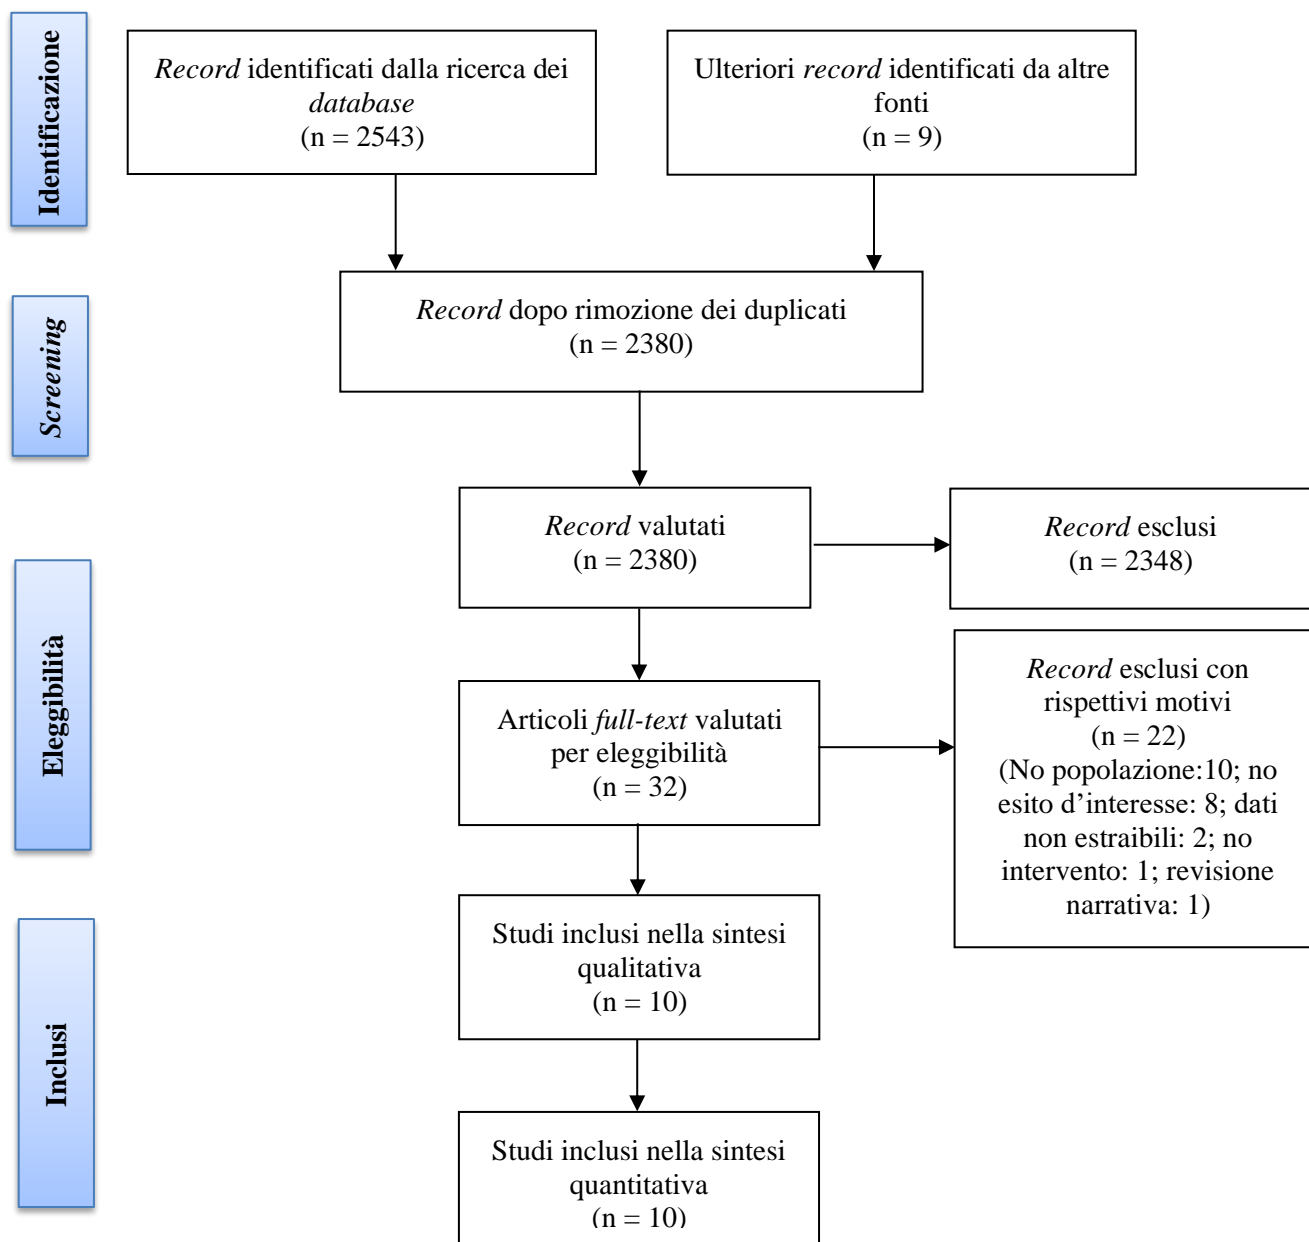 Identificazione
Record identificati dalla ricerca dei
database
(n = 2543)
Ulteriori record identificati da altre
fonti
(n = 9)
Screening
Record dopo rimozione dei duplicati
(n = 2380)
Record valutati
(n = 2380)
Record esclusi
(n = 2348)
Eleggibilità
Articoli full-text valutati
per eleggibilità
(n = 32)
Record esclusi con
rispettivi motivi
(n = 22)
(No popolazione:10; no
esito d’interesse: 8; dati
non estraibili: 2; no
intervento: 1; revisione
narrativa: 1)
Inclusi
Studi inclusi nella sintesi
qualitativa
(n = 10)
Studi inclusi nella sintesi
quantitativa
(n = 10)